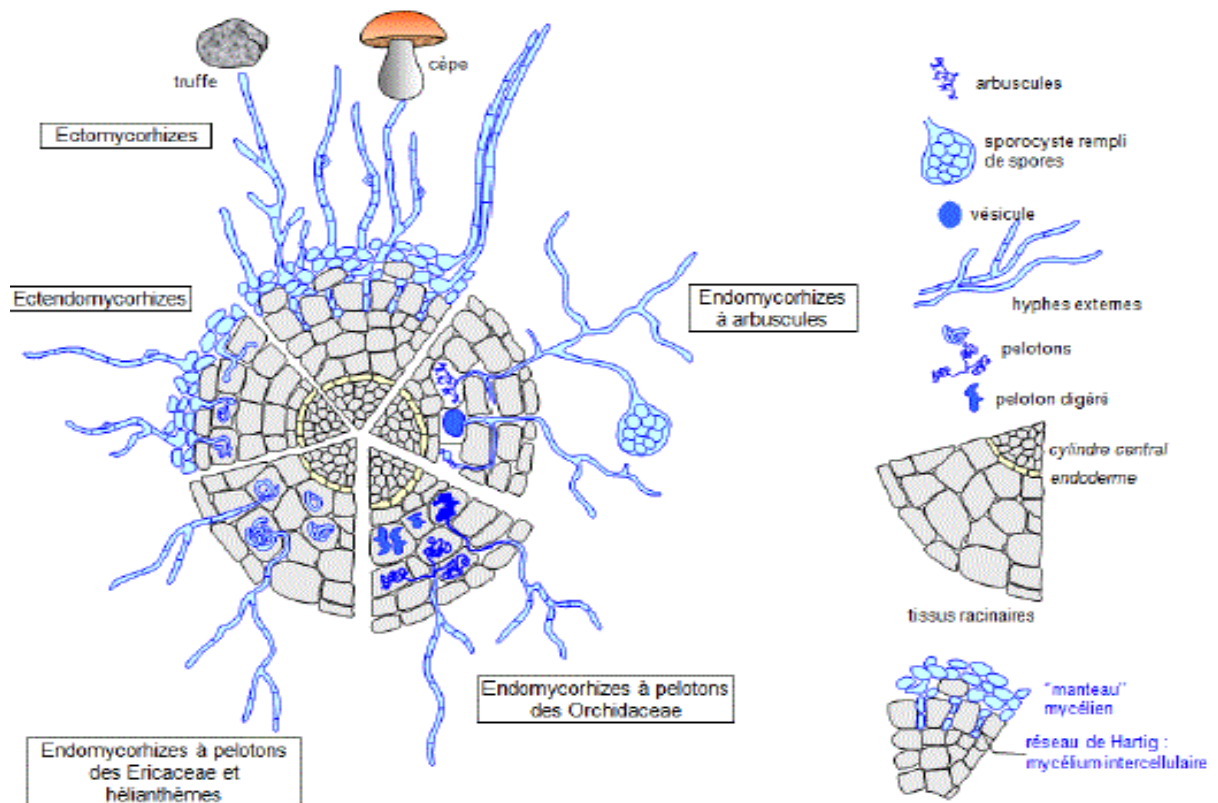 truffe
cèpe
Ectomycorhizes
Ectendomycorhizes
Endomycorhizes
à arbuscules
Endomycorhizes à pelotons
des Orchidaceae
Endomycorhizes à pelotons
des Ericaceae et
hélianthèmes
arbuscules
sporocyste rempli
de spores
vésicule
hyphes externes
pelotons
peloton digéré
cylindre central
endoderme
tissus racinaires
"manteau"
mycélien
réseau de Hartig :
mycélium intercellulaire